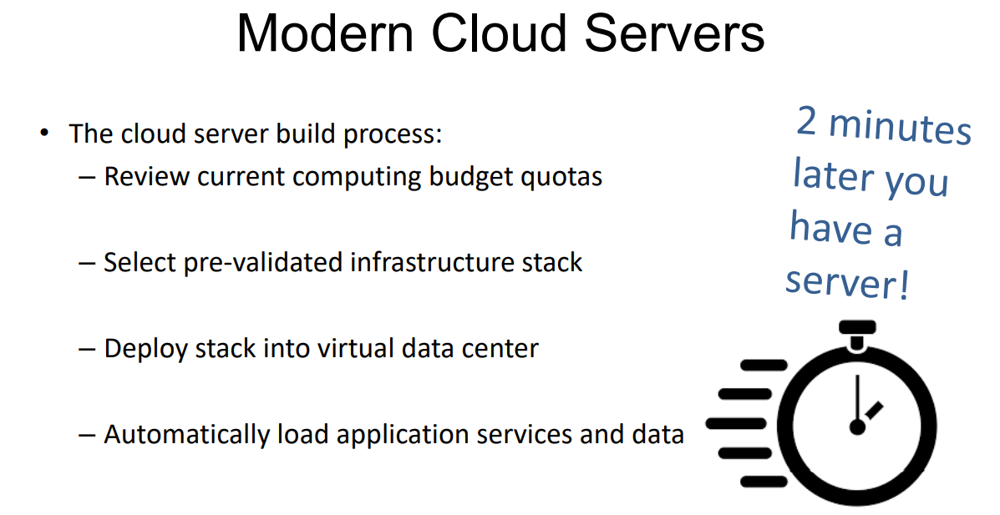 Modern Cloud Servers
• The cloud server build process:
– Review current computing budget quotas
– Select pre-validated infrastructure stack
– Deploy stack into virtual data center
– Automatically load application services and data
2 minutes
later you
have a
server!